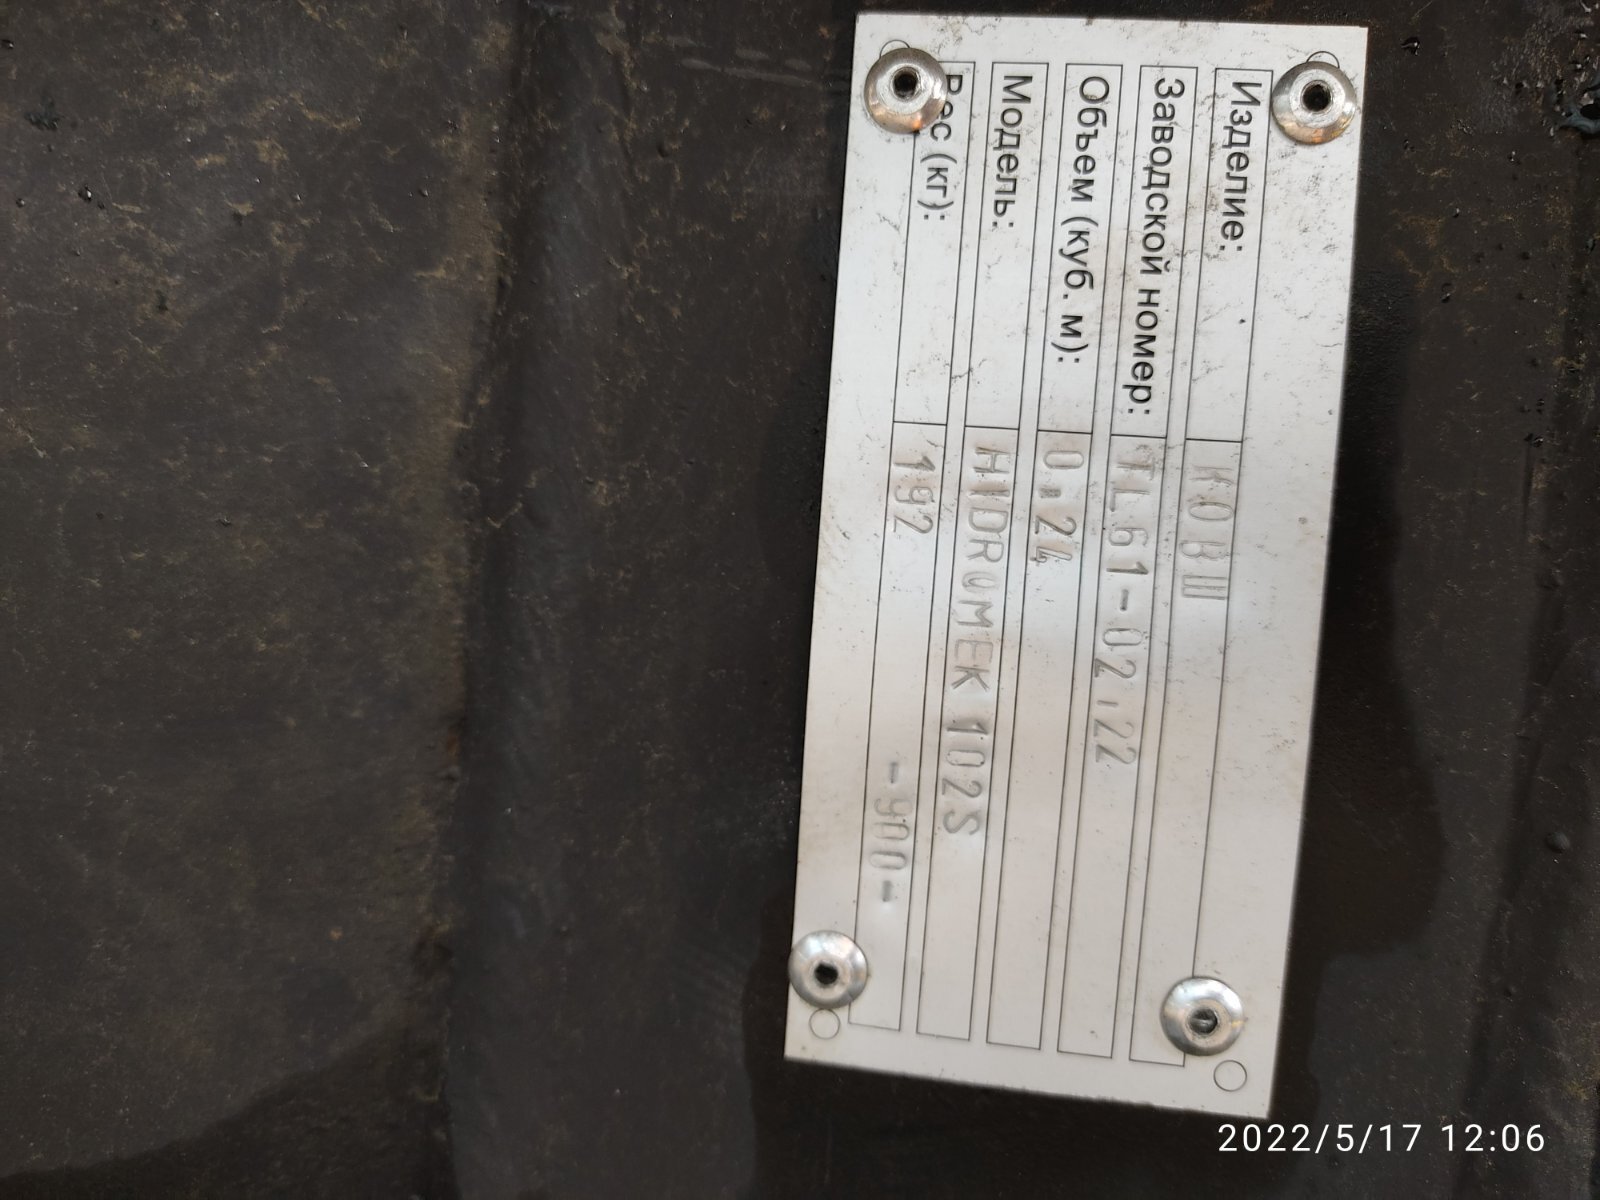 Изделие: КОВШ
Заводской номер: TL61-02.22
Объем (куб. м): 0.24
Модель: HIDROMEK 102S
Вес (кг): 192 -900-
2022/5/17 12:06